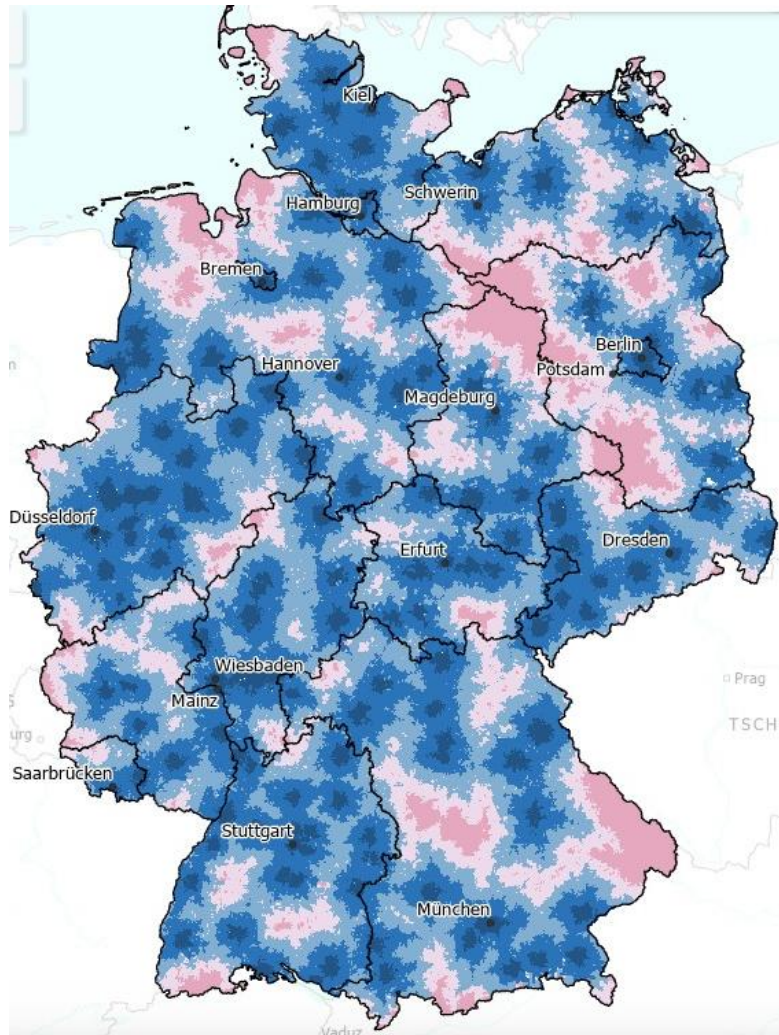 Kiel
Schwerin
Hamburg
Bremen
Berlin
Hannover
Potsdam
Magdeburg
Düsseldorf
Dresden
Erfurt
Wiesbaden
Prag
Mainz
TSCH
urg
Saarbrücken
Stuttgart
München
Vaduz